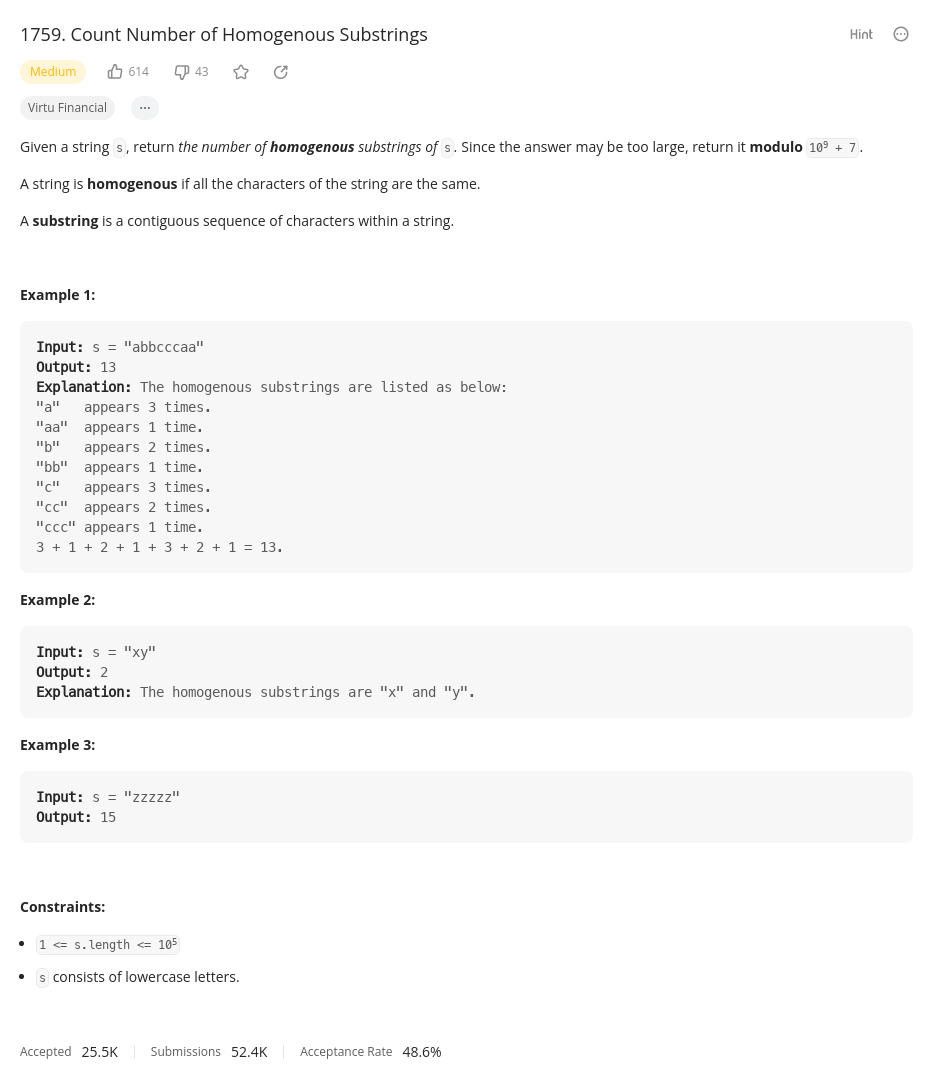 1759. Count Number of Homogenous Substrings
Hint
Medium 614 43
Virtu Financial ...
Given a string s, return the number of homogenous substrings of s. Since the answer may be too large, return it modulo 10⁹ + 7.
A string is homogenous if all the characters of the string are the same.
A substring is a contiguous sequence of characters within a string.
Example 1:
Input: s = "abbcccaa"
Output: 13
Explanation: The homogenous substrings are listed as below:
"a"   appears 3 times.
"aa"  appears 1 time.
"b"   appears 2 times.
"bb"  appears 1 time.
"c"   appears 3 times.
"cc"  appears 2 times.
"ccc" appears 1 time.
3 + 1 + 2 + 1 + 3 + 2 + 1 = 13.
Example 2:
Input: s = "xy"
Output: 2
Explanation: The homogenous substrings are "x" and "y".
Example 3:
Input: s = "zzzzz"
Output: 15
Constraints:
• 1 <= s.length <= 10⁵
• s consists of lowercase letters.
Accepted 25.5K Submissions 52.4K Acceptance Rate 48.6%